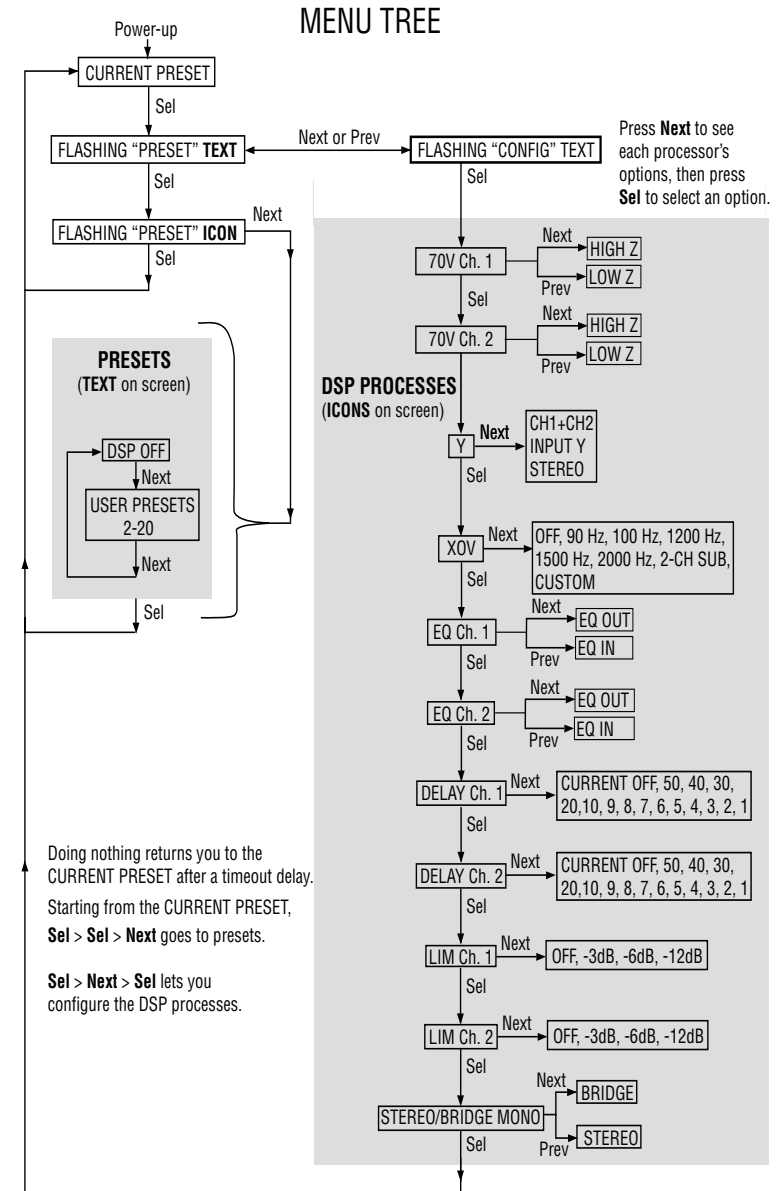 MENU TREE
Power-up
CURRENT PRESET
Sel
FLASHING “PRESET” TEXT
Next or Prev
FLASHING “CONFIG” TEXT
Press Next to see
each processor's
options, then press
Sel to select an option.
Sel
FLASHING “PRESET” ICON
Next
Sel
PRESETS
(TEXT on screen)
DSP OFF
Next
USER PRESETS
2-20
Next
Sel
Doing nothing returns you to the
CURRENT PRESET after a timeout delay.
Starting from the CURRENT PRESET,
Sel > Sel > Next goes to presets.
Sel > Next > Sel lets you
configure the DSP processes.
Sel
70V Ch. 1
Next
HIGH Z
LOW Z
Prev
Sel
70V Ch. 2
Next
HIGH Z
LOW Z
Prev
DSP PROCESSES
(ICONS on screen)
Y
Next
CH1+CH2
INPUT Y
STEREO
Sel
XOV
Next
OFF, 90 Hz, 100 Hz, 1200 Hz,
1500 Hz, 2000 Hz, 2-CH SUB,
CUSTOM
Sel
EQ Ch. 1
Next
EQ OUT
EQ IN
Prev
Sel
EQ Ch. 2
Next
EQ OUT
EQ IN
Prev
Sel
DELAY Ch. 1
Next
CURRENT OFF, 50, 40, 30,
20,10, 9, 8, 7, 6, 5, 4, 3, 2, 1
Sel
DELAY Ch. 2
Next
CURRENT OFF, 50, 40, 30,
20,10, 9, 8, 7, 6, 5, 4, 3, 2, 1
Sel
LIM Ch. 1
Next
OFF, -3dB, -6dB, -12dB
Sel
LIM Ch. 2
Next
OFF, -3dB, -6dB, -12dB
Sel
STEREO/BRIDGE MONO
Next
BRIDGE
STEREO
Prev
Sel